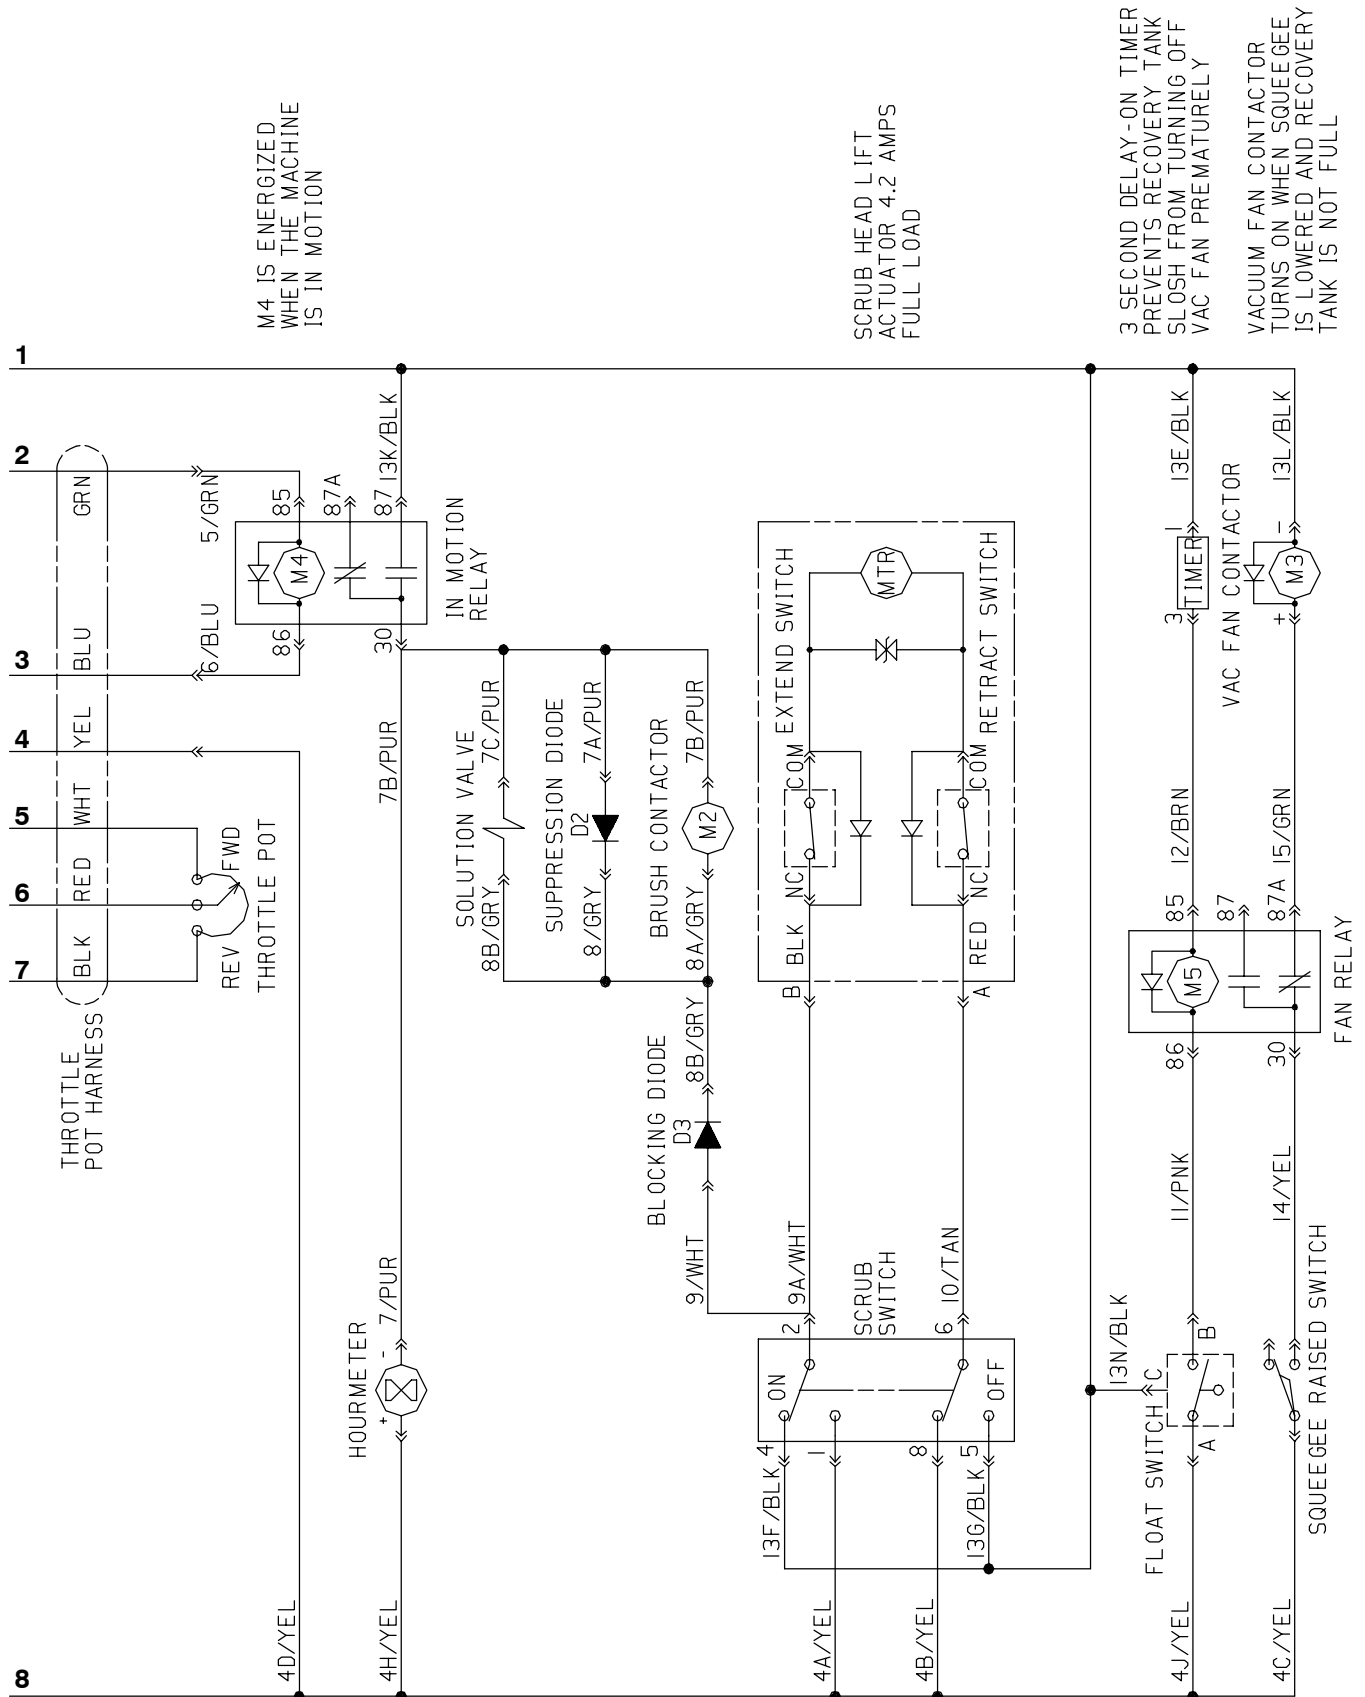 1
2
3
4
5
6
7
8
M4 IS ENERGIZED
WHEN THE MACHINE
IS IN MOTION
SCRUB HEAD LIFT
ACTUATOR 4.2 AMPS
FULL LOAD
3 SECOND DELAY-ON TIMER
PREVENTS RECOVERY TANK
SLOSH FROM TURNING OFF
VAC FAN PREMATURELY
VACUUM FAN CONTACTOR
TURNS ON WHEN SQUEEGEE
IS LOWERED AND RECOVERY
TANK IS NOT FULL
GRN
BLU
YEL
WHT
RED
BLK
THROTTLE
POT HARNESS
5/GRN
6/BLU
FWD
REV
THROTTLE POT
85
87A
87
13K/BLK
M4
86
30
IN MOTION
RELAY
7B/PUR
7/PUR
HOURMETER
+
-
4D/YEL
4H/YEL
SOLUTION VALVE
7C/PUR
8B/GRY
SUPPRESSION DIODE
D2
7A/PUR
8/GRY
BRUSH CONTACTOR
7B/PUR
M2
8A/GRY
BLOCKING DIODE
D3
8B/GRY
9/WHT
EXTEND SWITCH
MTR
RETRACT SWITCH
COM
COM
NC
NC
BLK
RED
B
A
9A/WHT
10/TAN
2
6
SCRUB
SWITCH
ON
OFF
4
1
8
5
13F/BLK
13G/BLK
4A/YEL
4B/YEL
13E/BLK
13L/BLK
1
TIMER
3
VAC FAN CONTACTOR
-
M3
+
12/BRN
15/GRN
85
87
87A
M5
FAN RELAY
86
30
11/PNK
14/YEL
13N/BLK
C
B
A
FLOAT SWITCH
SQUEEGEE RAISED SWITCH
4J/YEL
4C/YEL